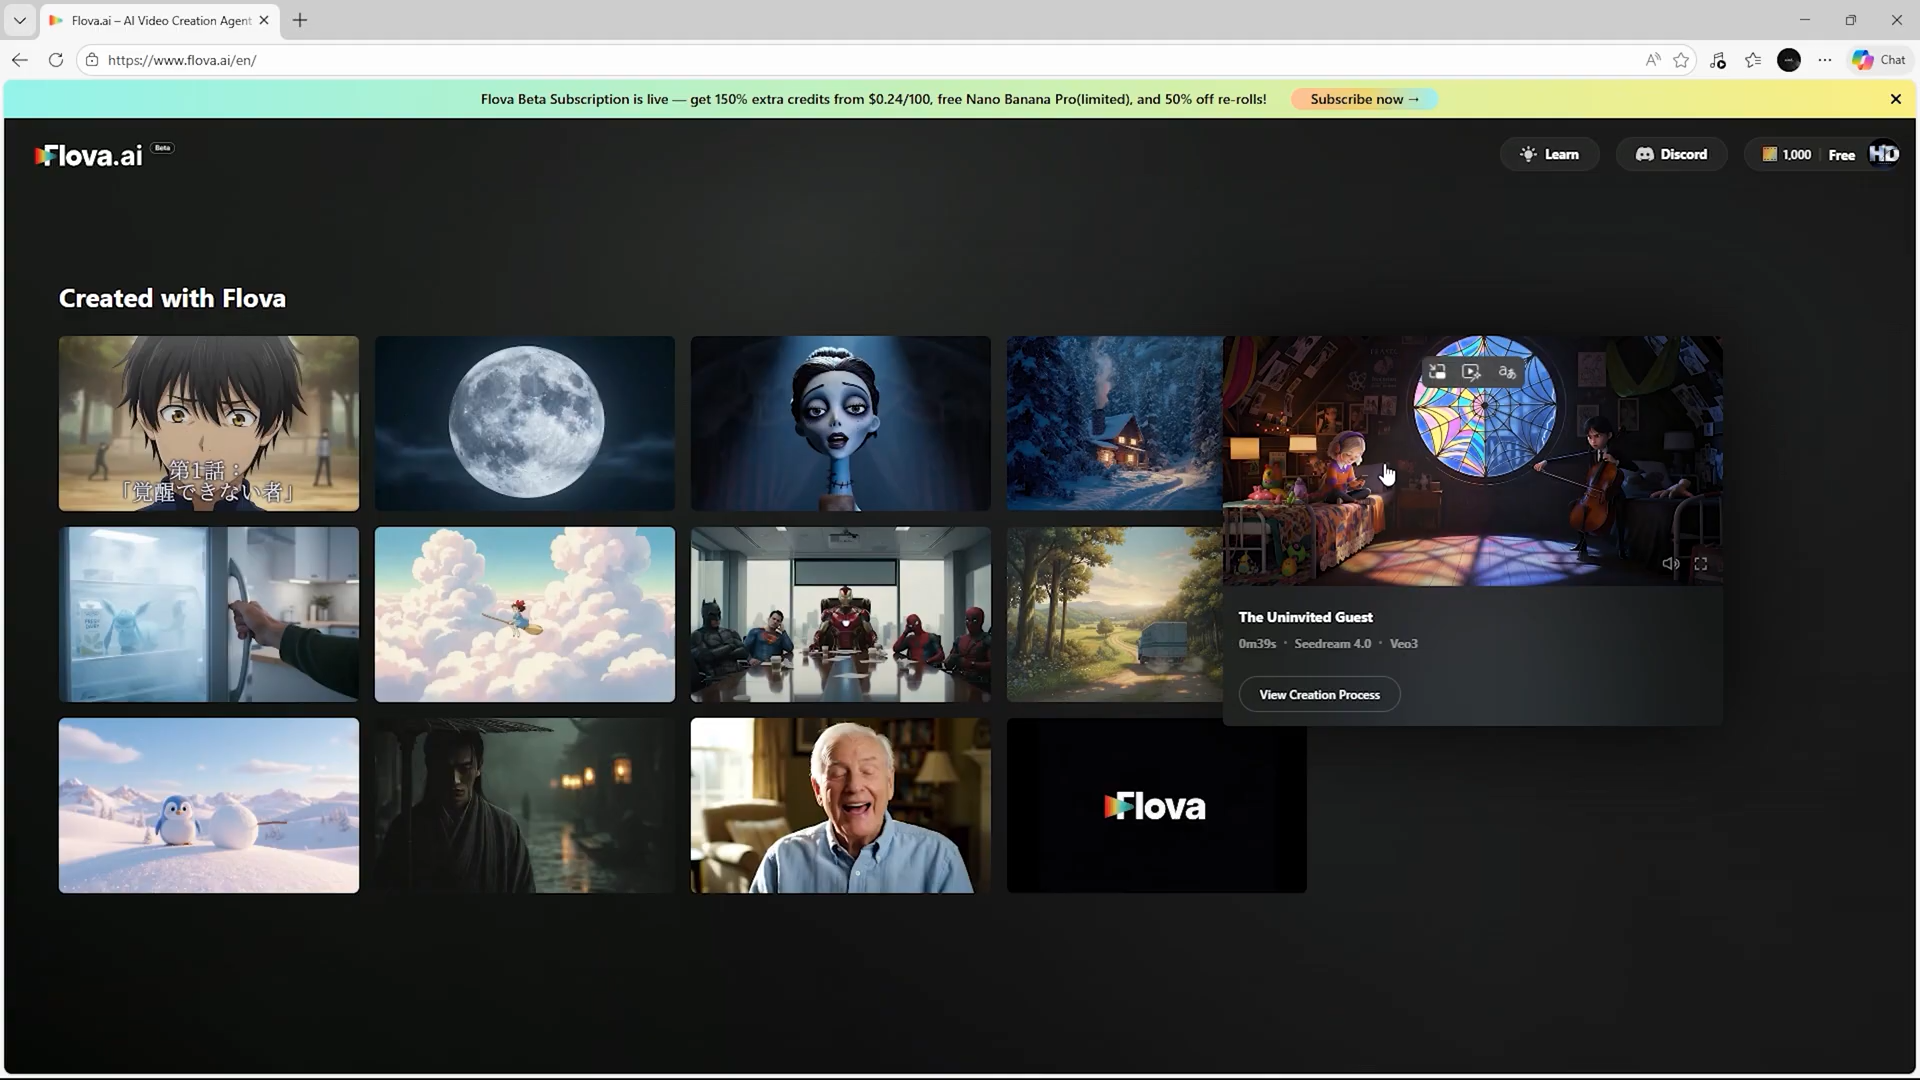 Flova.ai – AI Video Creation Agent
https://www.flova.ai/en/
Chat
Flova Beta Subscription is live — get 150% extra credits from $0.24/100, free Nano Banana Pro(limited), and 50% off re-rolls!
Subscribe now →
Flova.ai Beta
Learn
Discord
1,000
Free
HD
Created with Flova
第1話：
「覚醒できない者」
The Uninvited Guest
0m39s · Seedream 4.0 · Veo3
View Creation Process
Flova